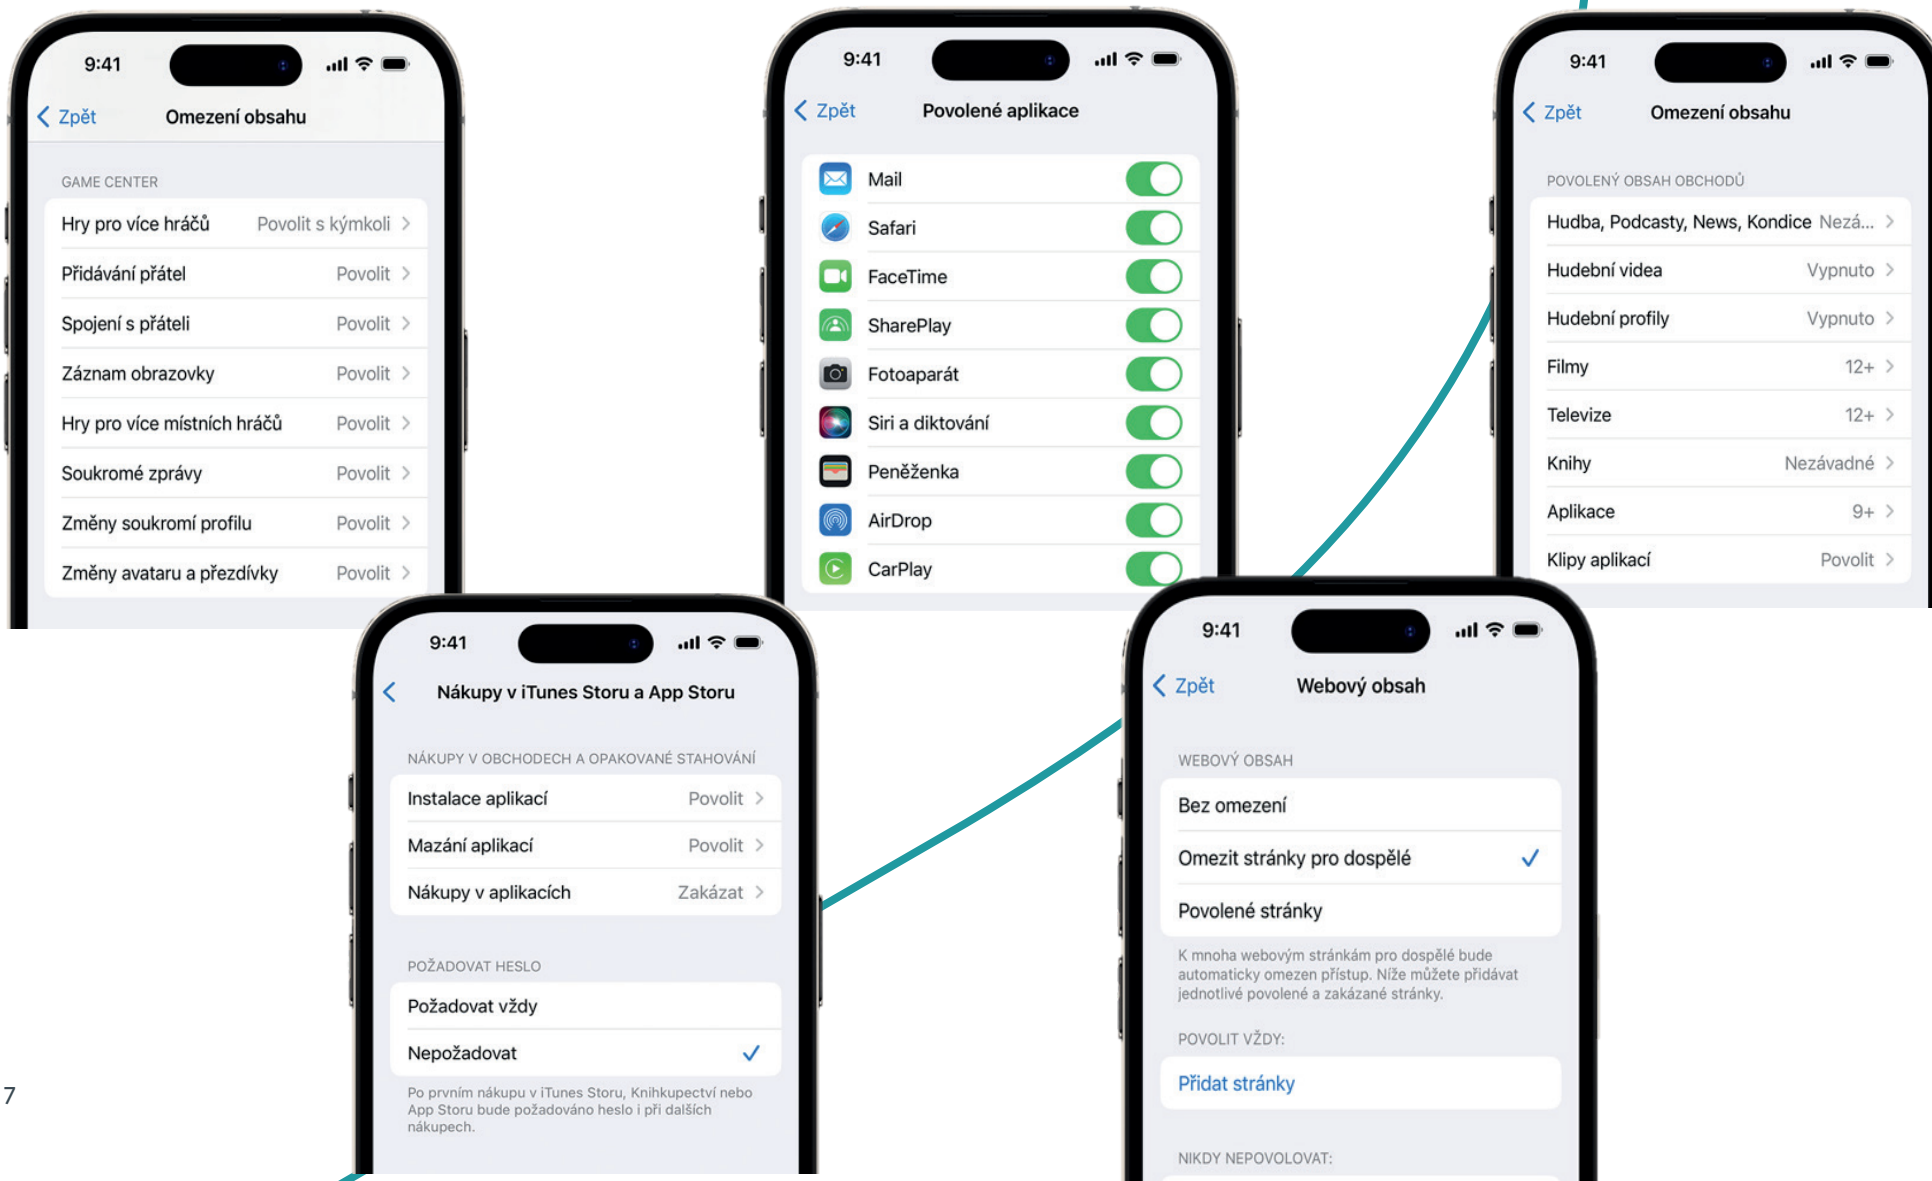 9:41
Zpět
Omezení obsahu
GAME CENTER
Hry pro více hráčů Povolit s kýmkoli
Přidávání přátel Povolit
Spojení s přáteli Povolit
Záznam obrazovky Povolit
Hry pro více místních hráčů Povolit
Soukromé zprávy Povolit
Změny soukromí profilu Povolit
Změny avataru a přezdívky Povolit
9:41
Zpět
Povolené aplikace
Mail
Safari
FaceTime
SharePlay
Fotoaparát
Siri a diktování
Peněženka
AirDrop
CarPlay
9:41
Zpět
Omezení obsahu
POVOLENÝ OBSAH OBCHODŮ
Hudba, Podcasty, News, Kondice Nezá...
Hudební videa Vypnuto
Hudební profily Vypnuto
Filmy 12+
Televize 12+
Knihy Nezávadné
Aplikace 9+
Klipy aplikací Povolit
9:41
Nákupy v iTunes Storu a App Storu
NÁKUPY V OBCHODECH A OPAKOVANÉ STAHOVÁNÍ
Instalace aplikací Povolit
Mazání aplikací Povolit
Nákupy v aplikacích Zakázat
POŽADOVAT HESLO
Požadovat vždy
Nepožadovat
Po prvním nákupu v iTunes Storu, Knihkupectví nebo
App Storu bude požadováno heslo i při dalších
nákupech.
9:41
Zpět
Webový obsah
WEBOVÝ OBSAH
Bez omezení
Omezit stránky pro dospělé
Povolené stránky
K mnoha webovým stránkám pro dospělé bude
automaticky omezen přístup. Níže můžete přidávat
jednotlivé povolené a zakázané stránky.
POVOLIT VŽDY:
Přidat stránky
NIKDY NEPOVOLOVAT:
7